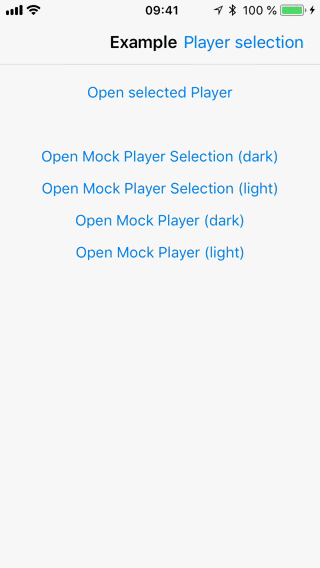 09:41 100 %
Example Player selection
Open selected Player
Open Mock Player Selection (dark)
Open Mock Player Selection (light)
Open Mock Player (dark)
Open Mock Player (light)